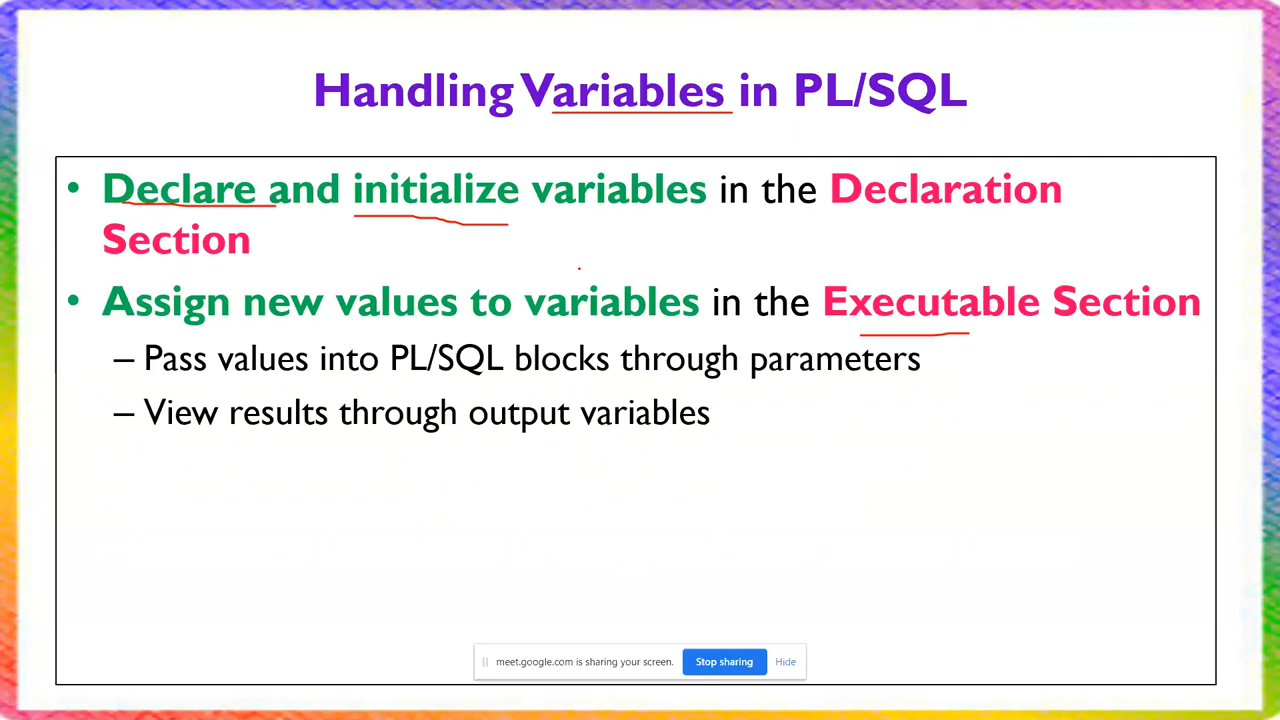 Handling Variables in PL/SQL
• Declare and initialize variables in the Declaration
Section
• Assign new values to variables in the Executable Section
– Pass values into PL/SQL blocks through parameters
– View results through output variables
meet.google.com is sharing your screen. Stop sharing Hide